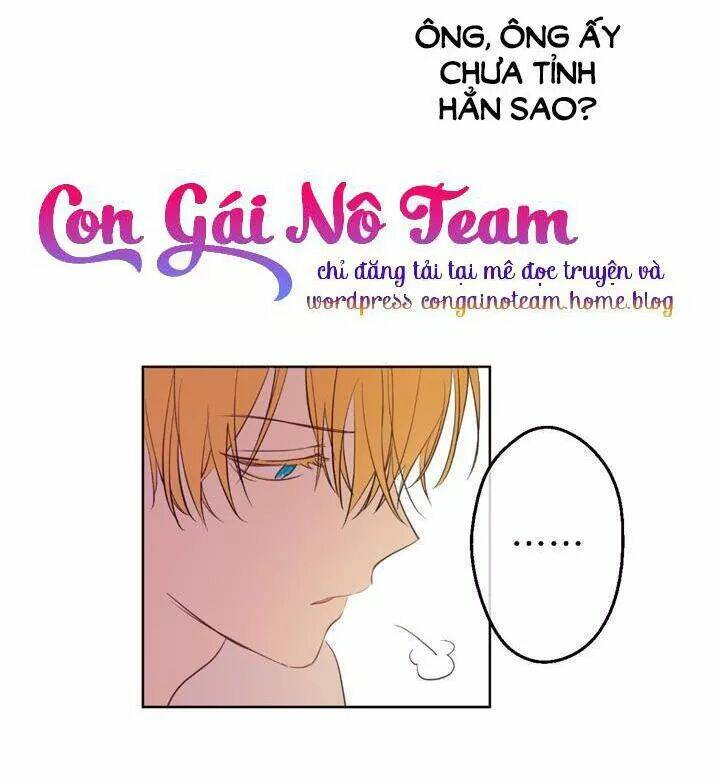 ÔNG, ÔNG ẤY
CHƯA TỈNH
HẲN SAO?
Con Gái Nô Team
chỉ đăng tải tại mê đọc truyện và
wordpress congainoteam.home.blog
......